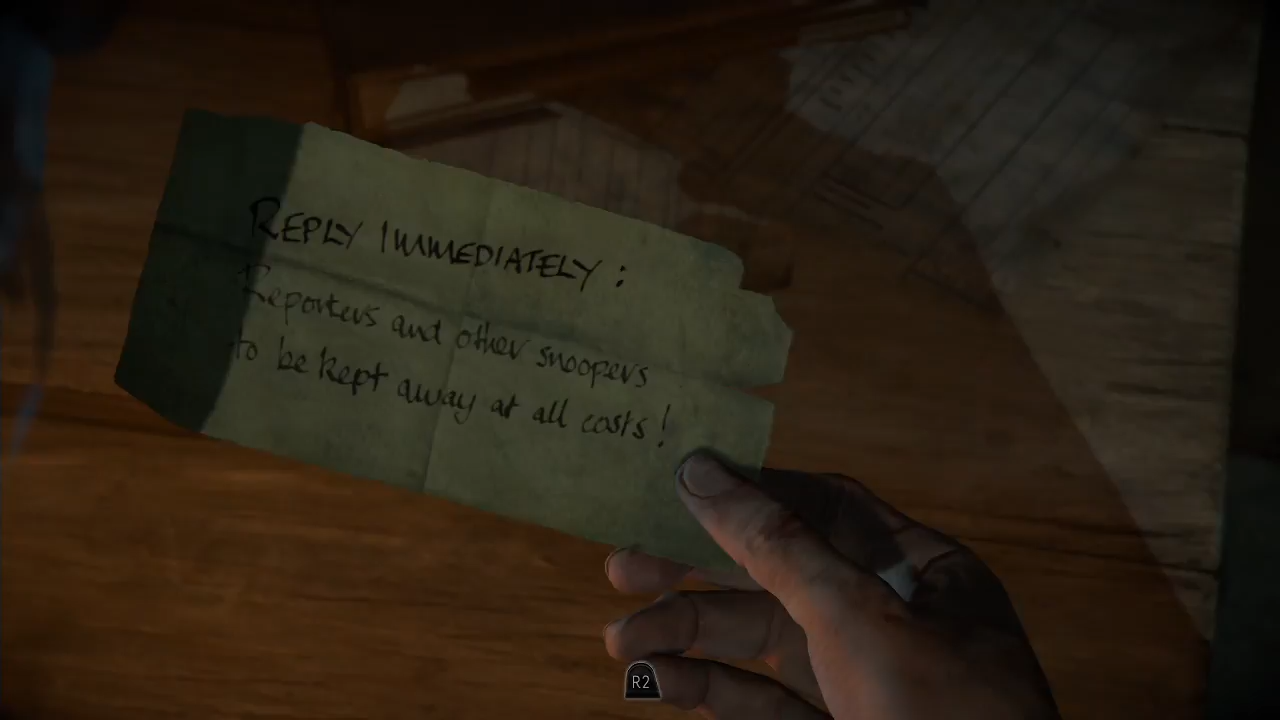 REPLY IMMEDIATELY :
Reporters and other snoopers
to be kept away at all costs!
R2